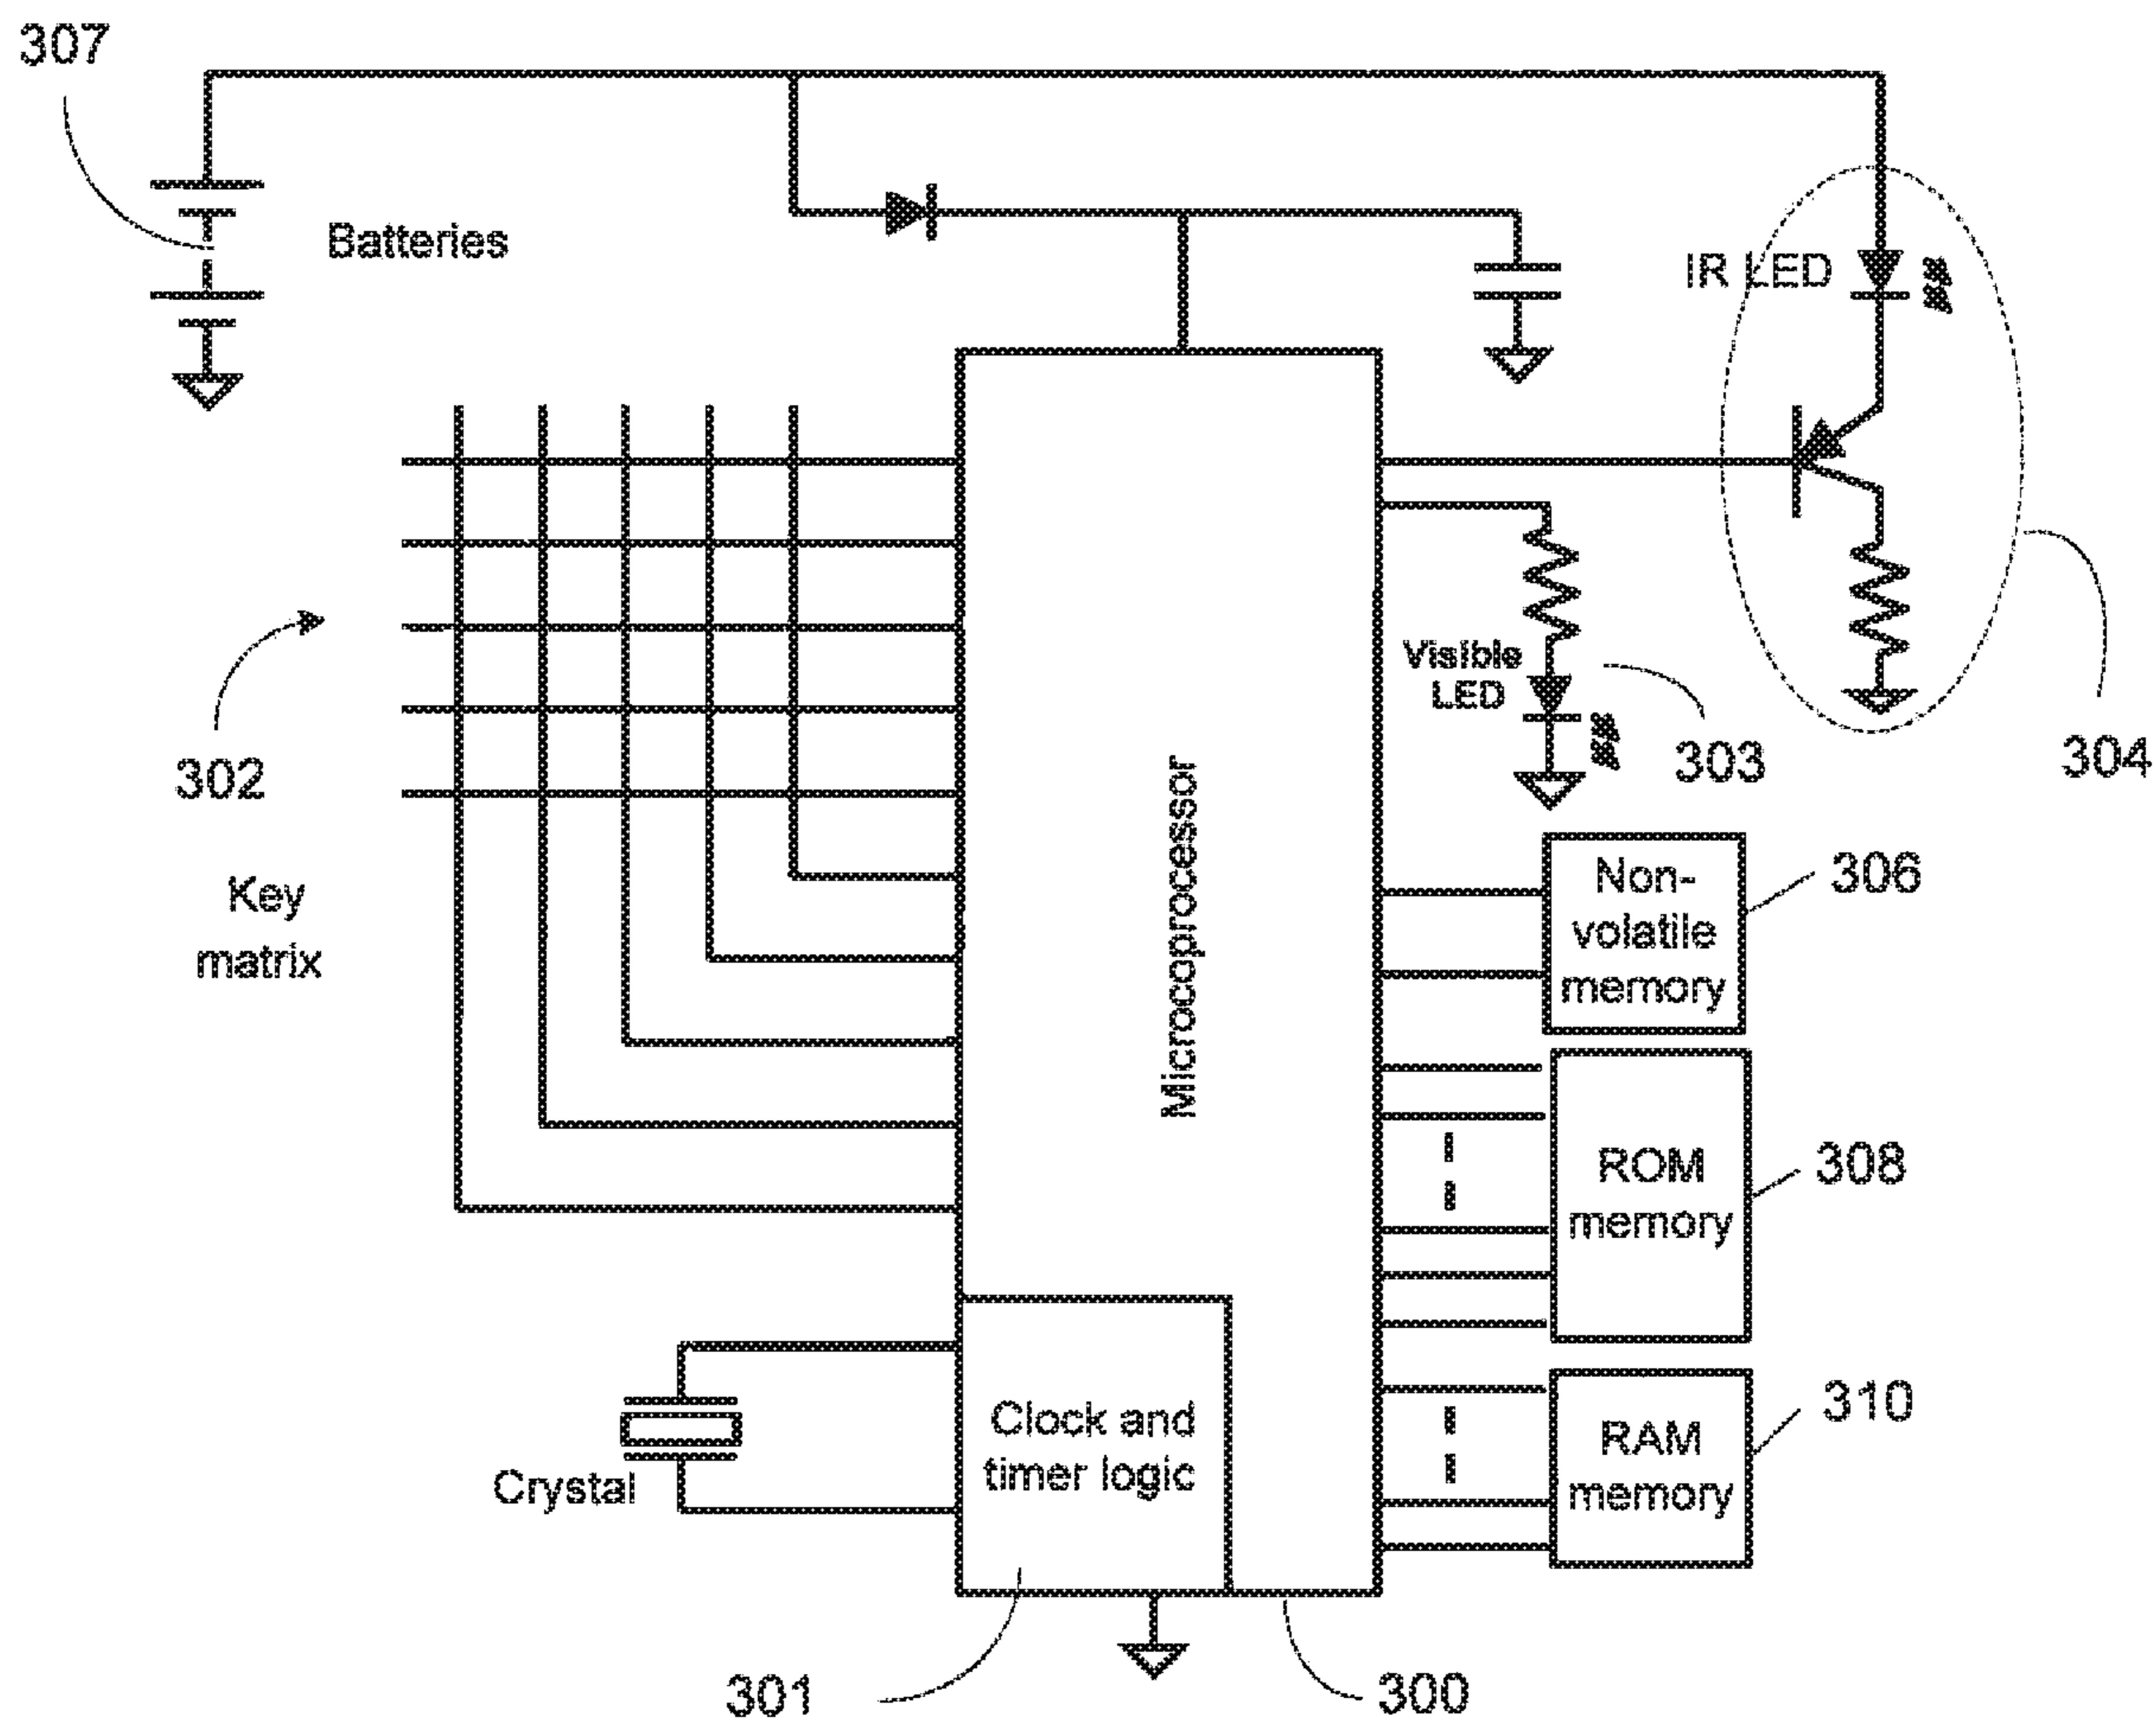 307
Batteries
IR LED
Visible
LED
302
303
304
Key
matrix
Microcoprocessor
Non-
volatile
memory
306
ROM
memory
308
RAM
memory
310
Clock and
timer logic
Crystal
301
300